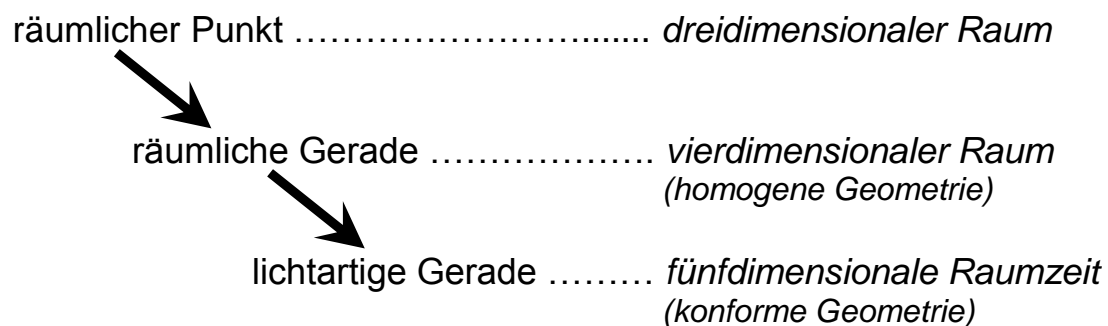 räumlicher Punkt ………………………....... dreidimensionaler Raum
räumliche Gerade ………………… vierdimensionaler Raum
(homogene Geometrie)
lichtartige Gerade ……… fünfdimensionale Raumzeit
(konforme Geometrie)